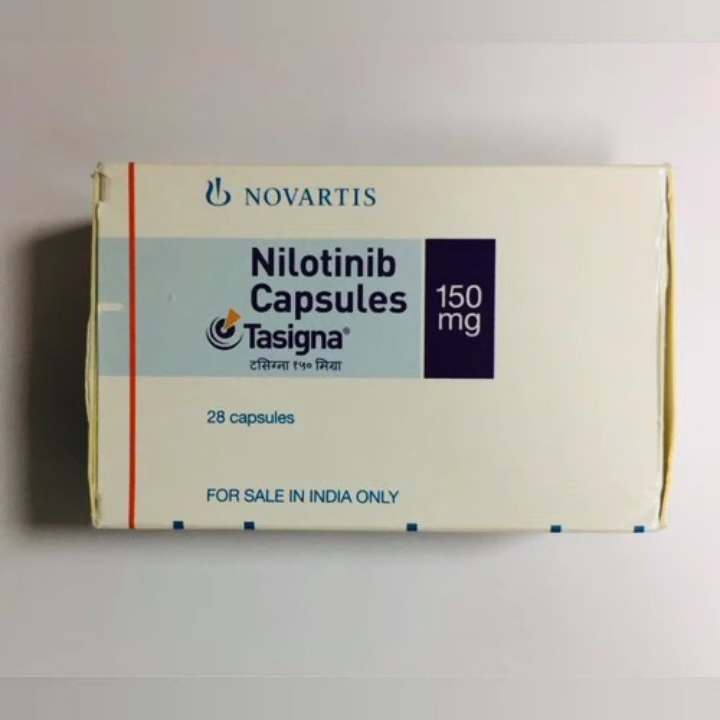 NOVARTIS
Nilotinib
Capsules
Tasigna®
टसिग्ना १५० मिग्रा
150
mg
28 capsules
FOR SALE IN INDIA ONLY